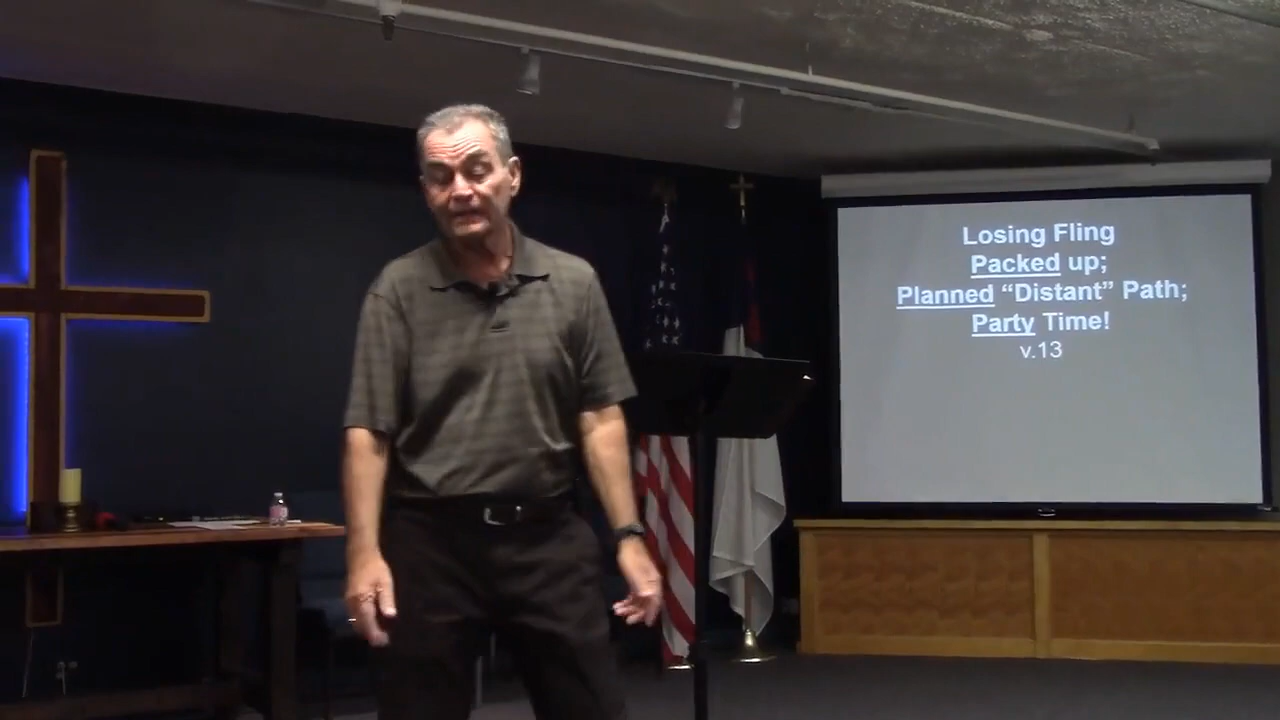 Losing Fling
Packed up;
Planned “Distant” Path;
Party Time!
v.13